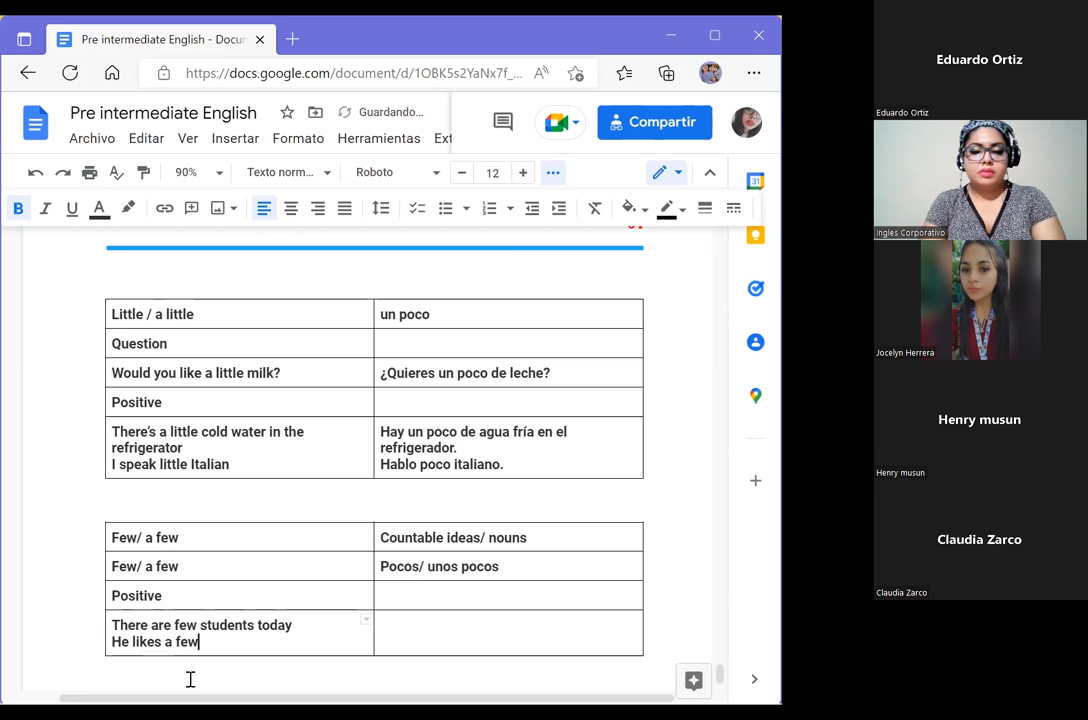 Pre intermediate English - Docur
https://docs.google.com/document/d/1OBK5s2YaNx7f_...
Pre intermediate English
Guardando...
Compartir
Archivo Editar Ver Insertar Formato Herramientas Ext
90% Texto norm... Roboto 12
Little / a little un poco
Question
Would you like a little milk? ¿Quieres un poco de leche?
Positive
There's a little cold water in the Hay un poco de agua fría en el
refrigerator refrigerador.
I speak little Italian Hablo poco italiano.
Few/ a few Countable ideas/ nouns
Few/ a few Pocos/ unos pocos
Positive
There are few students today
He likes a few
Eduardo Ortiz
Eduardo Ortiz
Ingles Corporativo
Jocelyn Herrera
Henry musun
Henry musun
Claudia Zarco
Claudia Zarco